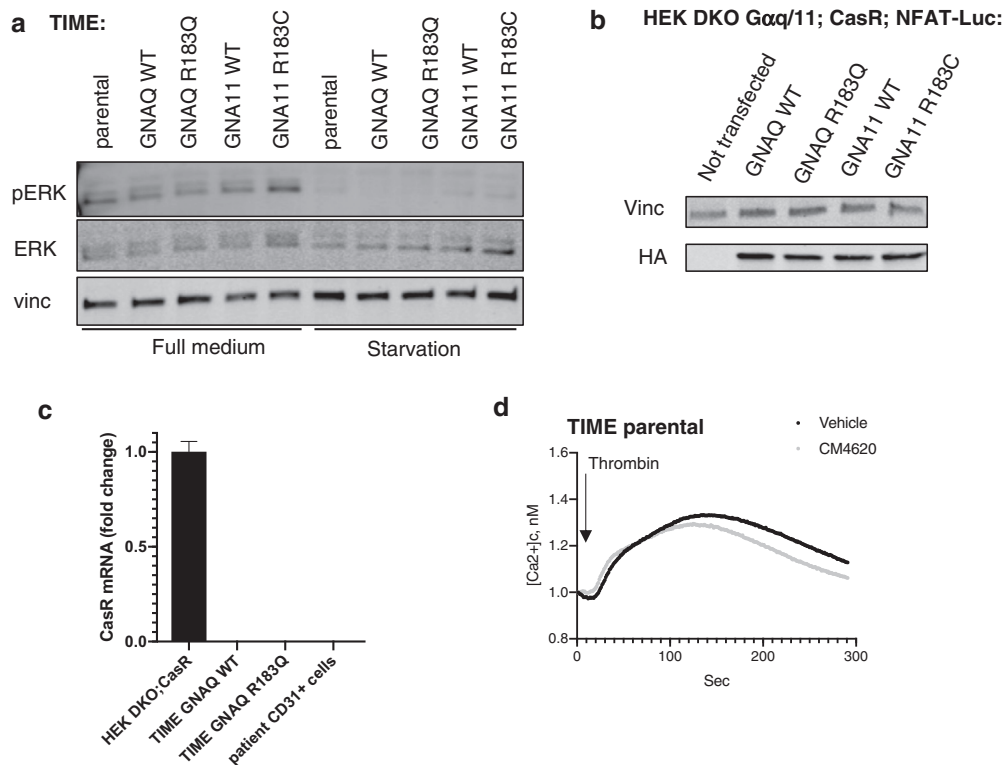 a TIME:
parental
GNAQ WT
GNAQ R183Q
GNA11 WT
GNA11 R183C
parental
GNAQ WT
GNAQ R183Q
GNA11 WT
GNA11 R183C
pERK
ERK
vinc
Full medium
Starvation
b HEK DKO Gαq/11; CasR; NFAT-Luc:
Not transfected
GNAQ WT
GNAQ R183Q
GNA11 WT
GNA11 R183C
Vinc
HA
c
CasR mRNA (fold change)
1.0
0.5
0.0
HEK DKO;CasR
TIME GNAQ WT
TIME GNAQ R183Q
patient CD31+ cells
d
TIME parental
Vehicle
CM4620
Thrombin
[Ca2+]c, nM
1.6
1.4
1.2
1.0
0.8
0 100 200 300
Sec